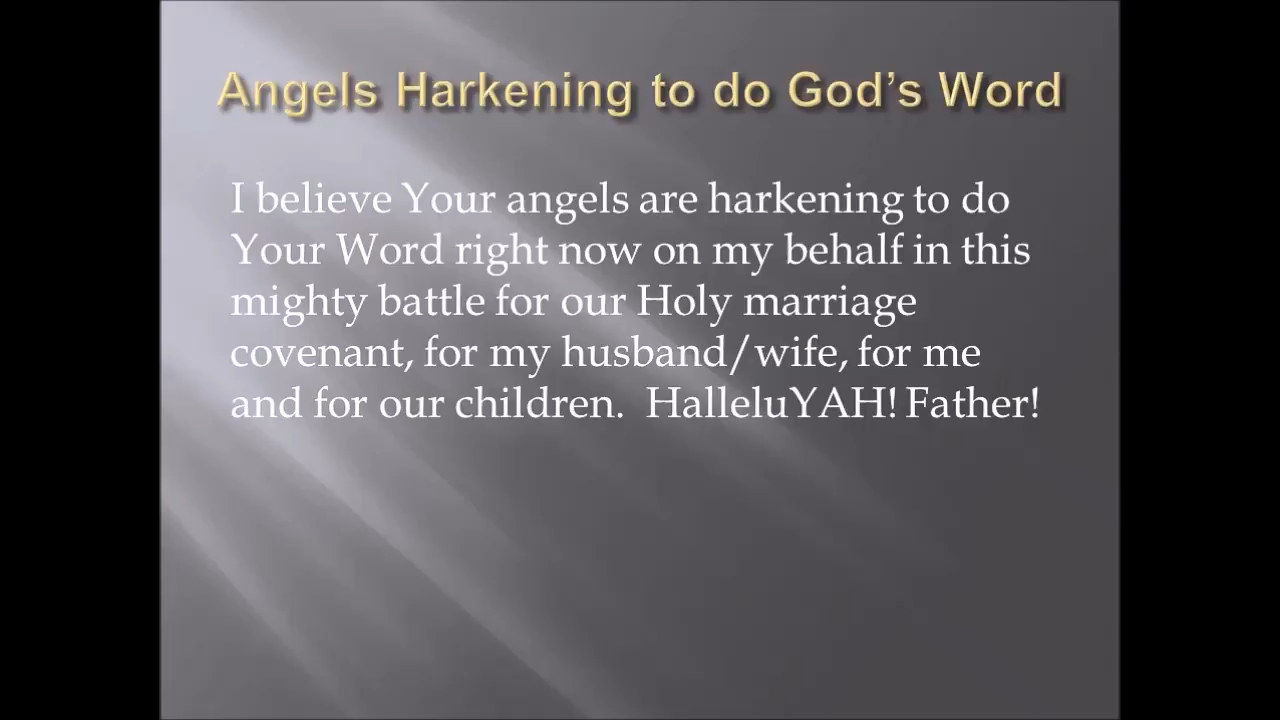 Angels Harkening to do God’s Word
I believe Your angels are harkening to do
Your Word right now on my behalf in this
mighty battle for our Holy marriage
covenant, for my husband/wife, for me
and for our children.  HalleluYAH! Father!